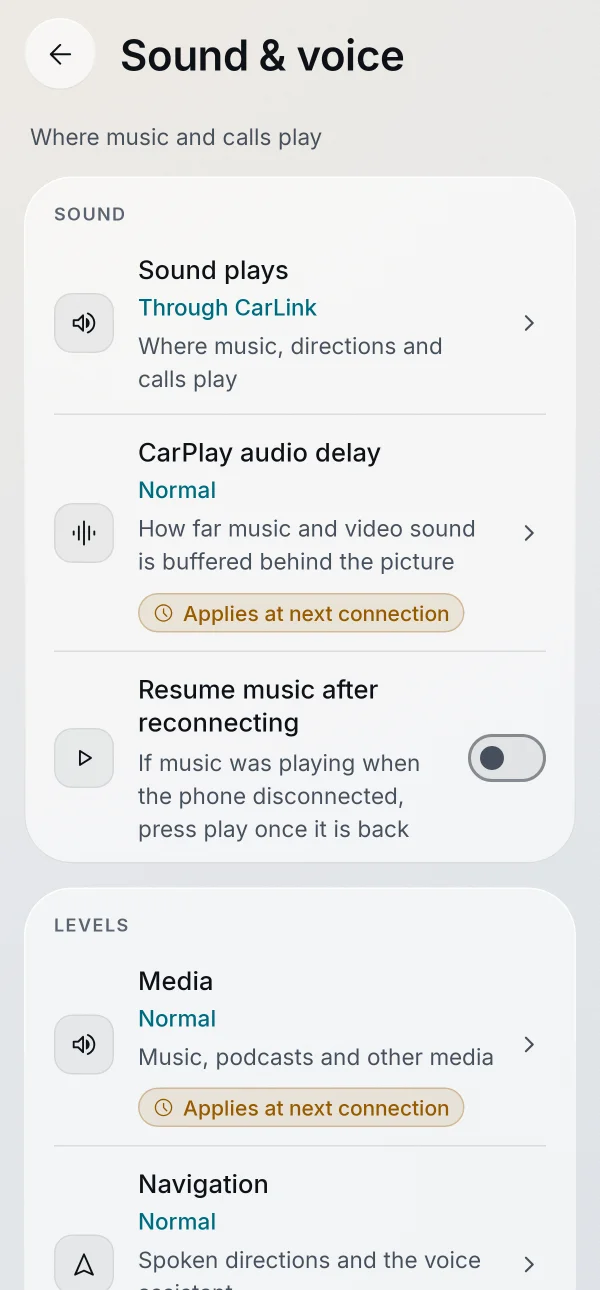 Sound & voice
Where music and calls play
SOUND
Sound plays
Through CarLink
Where music, directions and
calls play
CarPlay audio delay
Normal
How far music and video sound
is buffered behind the picture
Applies at next connection
Resume music after
reconnecting
If music was playing when
the phone disconnected,
press play once it is back
LEVELS
Media
Normal
Music, podcasts and other media
Applies at next connection
Navigation
Normal
Spoken directions and the voice